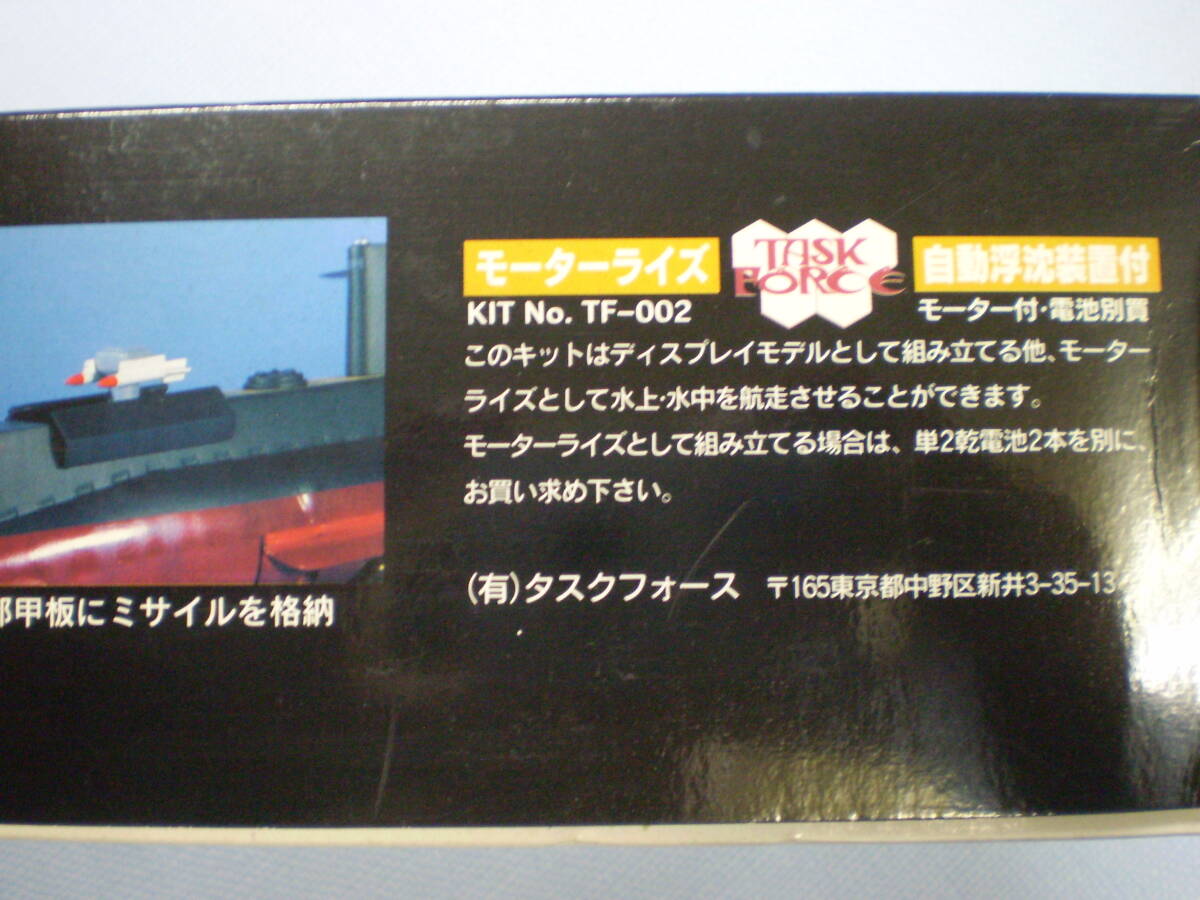 モーターライズ
TASK
FORCE
自動浮沈装置付
KIT No. TF-002
モーター付・電池別買
このキットはディスプレイモデルとして組み立てる他、モーター
ライズとして水上・水中を航走させることができます。
モーターライズとして組み立てる場合は、単2乾電池2本を別に、
お買い求め下さい。
(有)タスクフォース 〒165東京都中野区新井3-35-13
部甲板にミサイルを格納